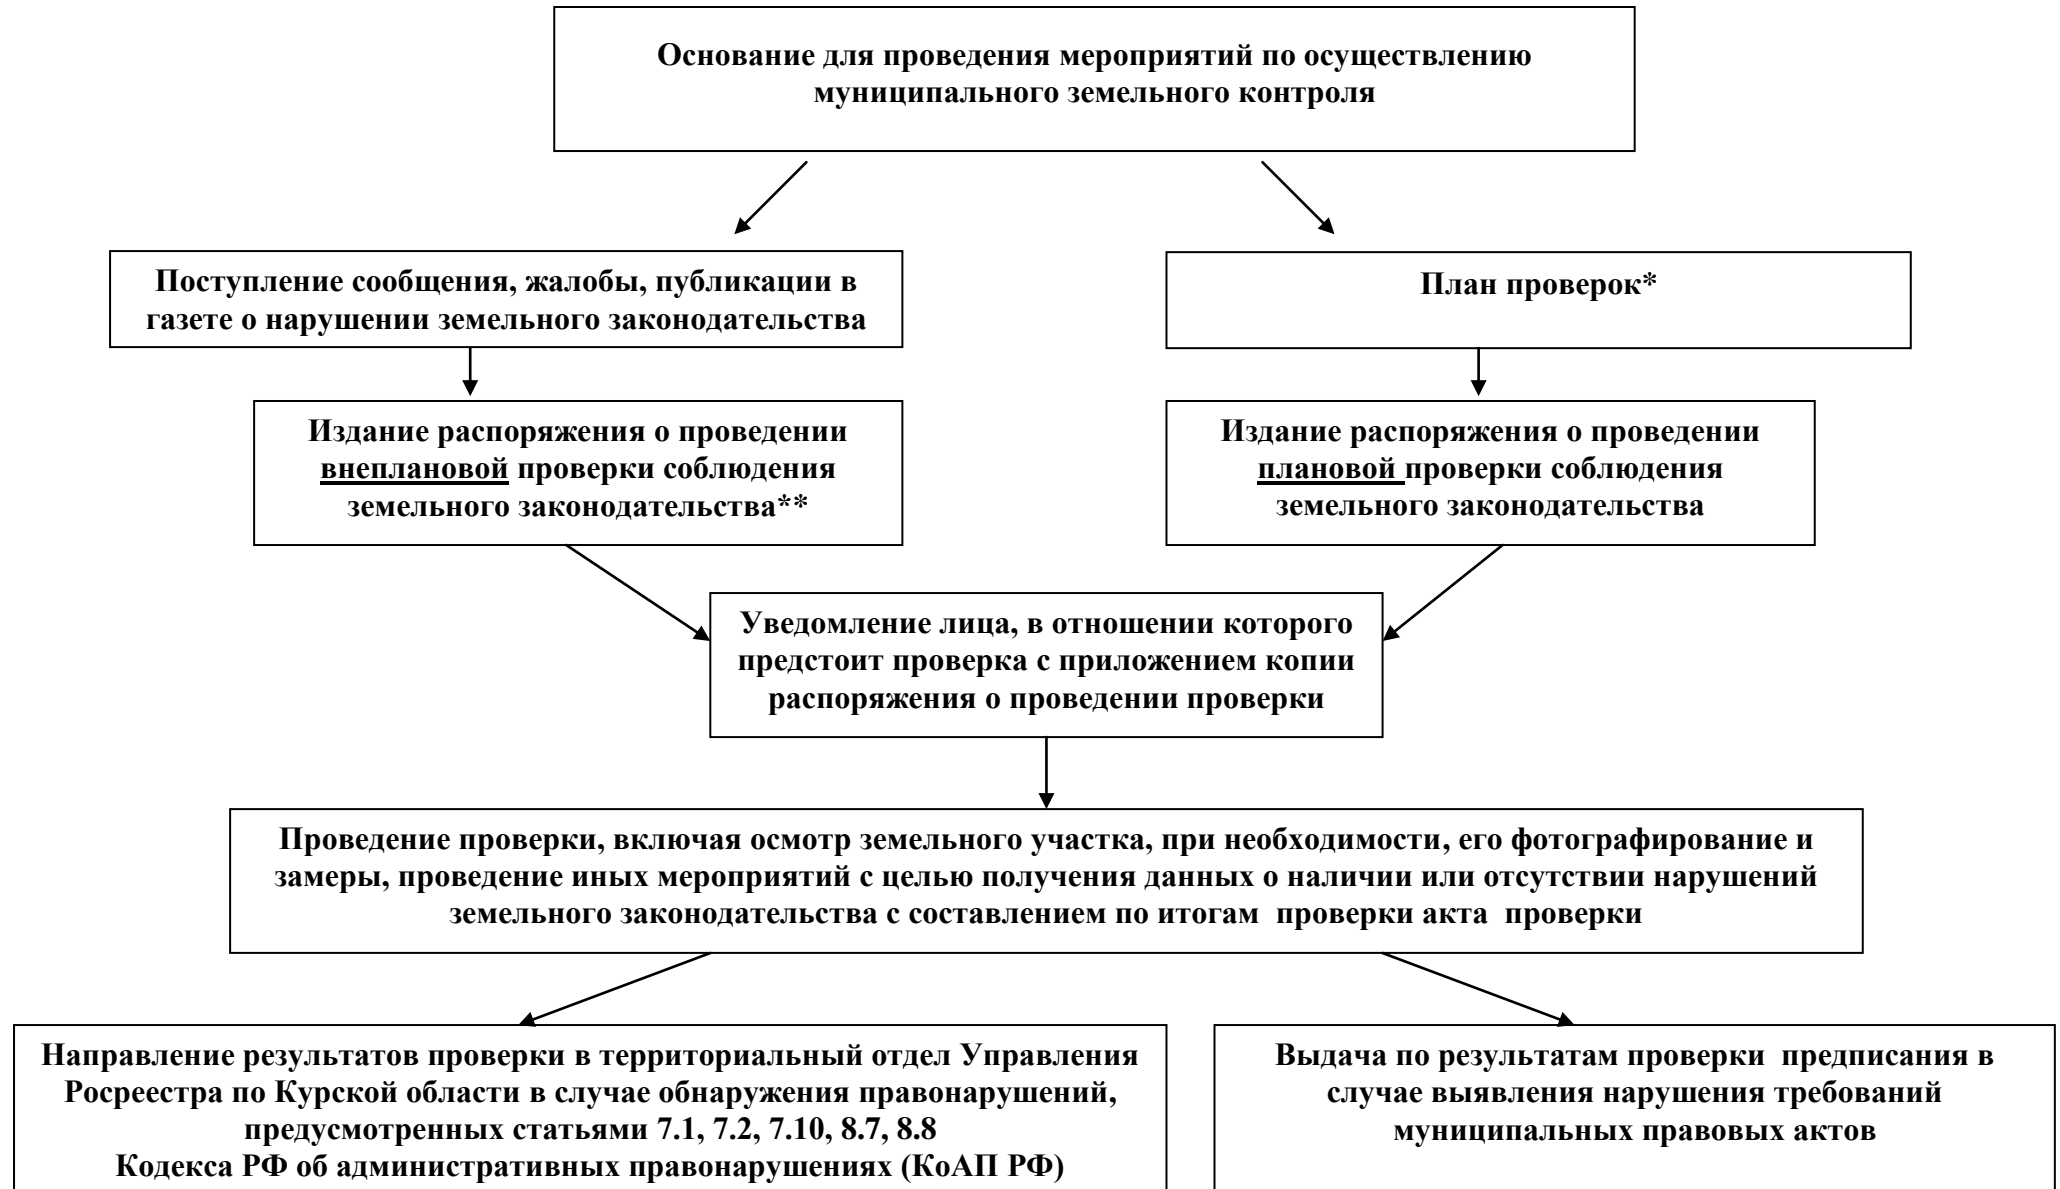 Основание для проведения мероприятий по осуществлению
муниципального земельного контроля
Поступление сообщения, жалобы, публикации в
газете о нарушении земельного законодательства
План проверок*
Издание распоряжения о проведении
внеплановой проверки соблюдения
земельного законодательства**
Издание распоряжения о проведении
плановой проверки соблюдения
земельного законодательства
Уведомление лица, в отношении которого
предстоит проверка с приложением копии
распоряжения о проведении проверки
Проведение проверки, включая осмотр земельного участка, при необходимости, его фотографирование и
замеры, проведение иных мероприятий с целью получения данных о наличии или отсутствии нарушений
земельного законодательства с составлением по итогам проверки акта проверки
Направление результатов проверки в территориальный отдел Управления
Росреестра по Курской области в случае обнаружения правонарушений,
предусмотренных статьями 7.1, 7.2, 7.10, 8.7, 8.8
Кодекса РФ об административных правонарушениях (КоАП РФ)
Выдача по результатам проверки предписания в
случае выявления нарушения требований
муниципальных правовых актов